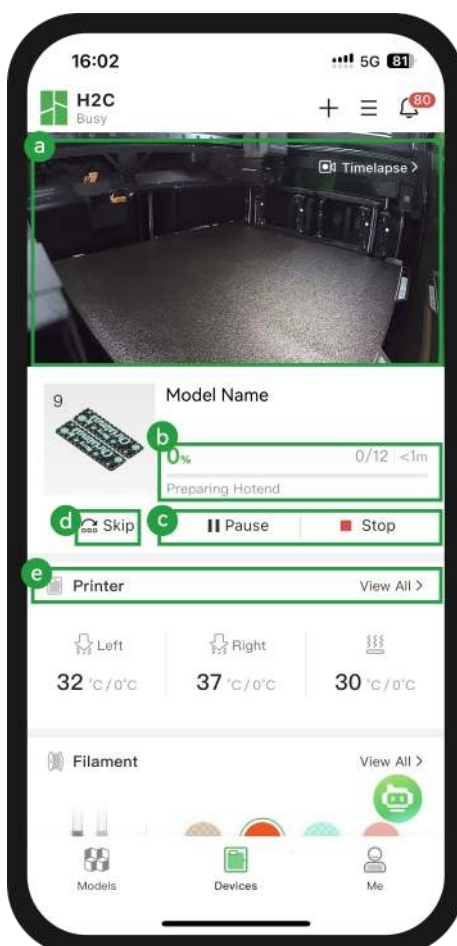 16:02
5G 81
H2C
Busy
80
a
Timelapse >
9
Model Name
b
0%
0/12 | <1m
Preparing Hotend
d
Skip
c
Pause
Stop
e
Printer
View All >
Left
Right
32 °C / 0°C
37 °C / 0°C
30 °C / 0°C
Filament
View All >
Models
Devices
Me